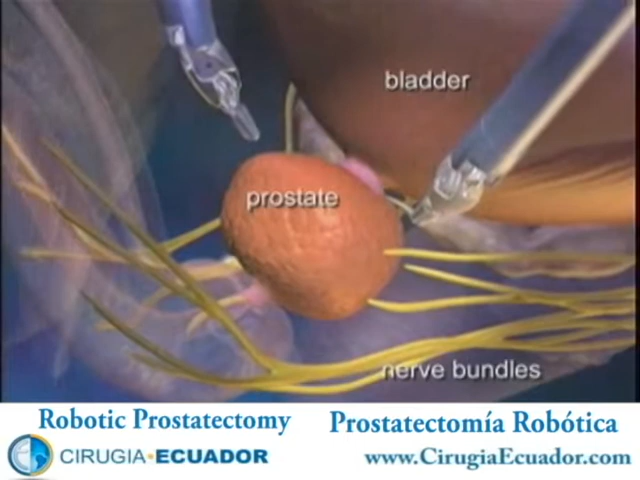 bladder
prostate
nerve bundles
Robotic Prostatectomy
Prostatectomía Robótica
CIRUGIA·ECUADOR
www.CirugiaEcuador.com